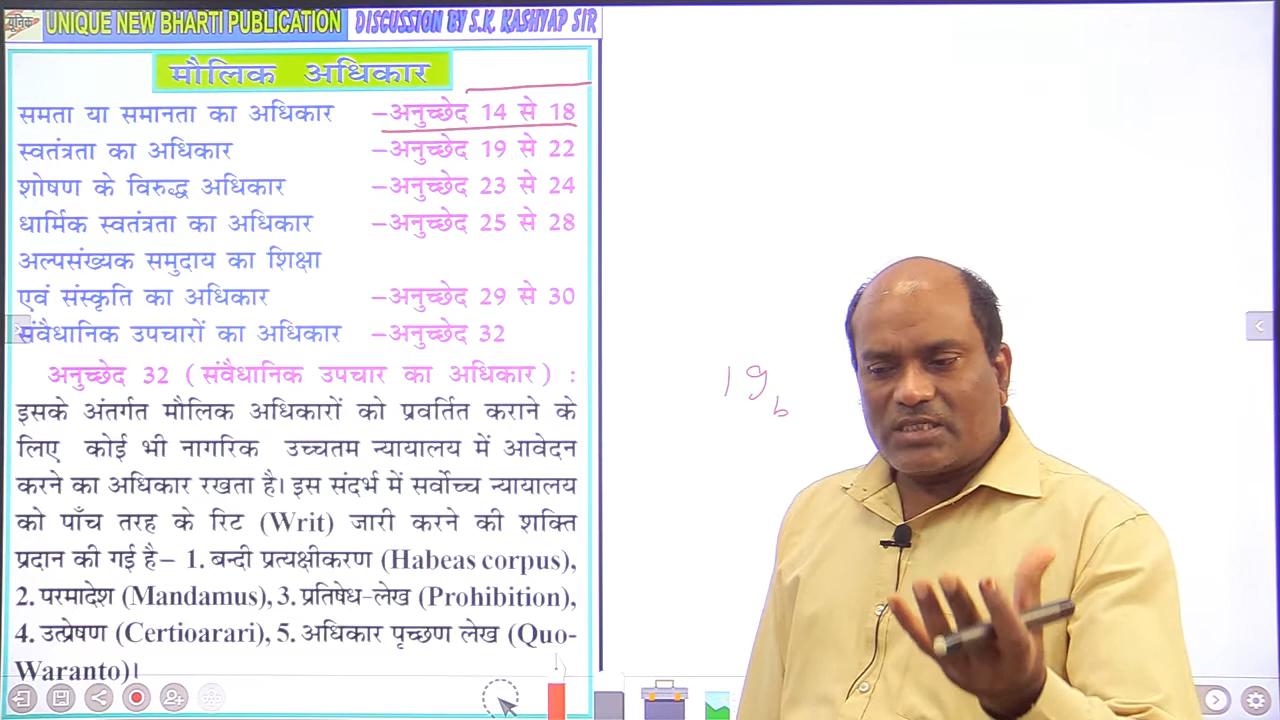 यूनिक
UNIQUE NEW BHARTI PUBLICATION
DISCUSSION BY S.K. KASHYAP SIR
मौलिक अधिकार
समता या समानता का अधिकार –अनुच्छेद 14 से 18
स्वतंत्रता का अधिकार –अनुच्छेद 19 से 22
शोषण के विरुद्ध अधिकार –अनुच्छेद 23 से 24
धार्मिक स्वतंत्रता का अधिकार –अनुच्छेद 25 से 28
अल्पसंख्यक समुदाय का शिक्षा
एवं संस्कृति का अधिकार –अनुच्छेद 29 से 30
संवैधानिक उपचारों का अधिकार –अनुच्छेद 32
अनुच्छेद 32 (संवैधानिक उपचार का अधिकार) :
इसके अंतर्गत मौलिक अधिकारों को प्रवर्तित कराने के
लिए कोई भी नागरिक उच्चतम न्यायालय में आवेदन
करने का अधिकार रखता है। इस संदर्भ में सर्वोच्च न्यायालय
को पाँच तरह के रिट (Writ) जारी करने की शक्ति
प्रदान की गई है– 1. बन्दी प्रत्यक्षीकरण (Habeas corpus),
2. परमादेश (Mandamus), 3. प्रतिषेध-लेख (Prohibition),
4. उत्प्रेषण (Certioarari), 5. अधिकार पृच्छण लेख (Quo-
Waranto)।
19b